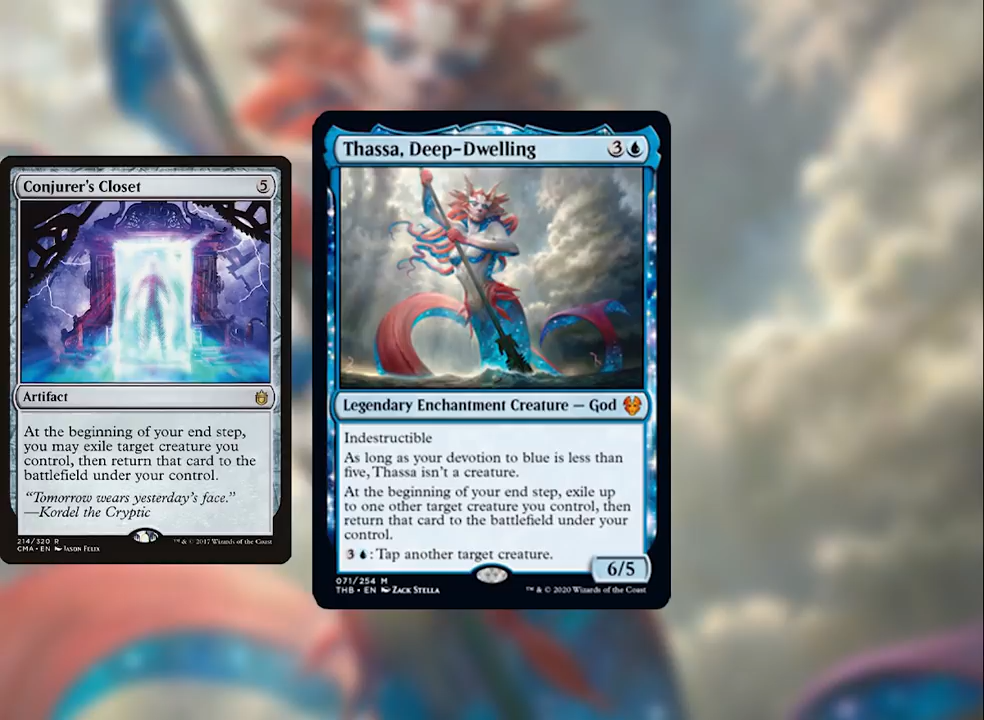 Conjurer's Closet 5
Artifact
At the beginning of your end step,
you may exile target creature you
control, then return that card to the
battlefield under your control.
"Tomorrow wears yesterday's face."
—Kordel the Cryptic
214/320 R
CMA • EN Jason Felix
™ & © 2017 Wizards of the Coast
Thassa, Deep-Dwelling 3
Legendary Enchantment Creature — God
Indestructible
As long as your devotion to blue is less than
five, Thassa isn't a creature.
At the beginning of your end step, exile up
to one other target creature you control, then
return that card to the battlefield under your
control.
3 : Tap another target creature.
6/5
071/254 M
THB • EN Zack Stella
™ & © 2020 Wizards of the Coast